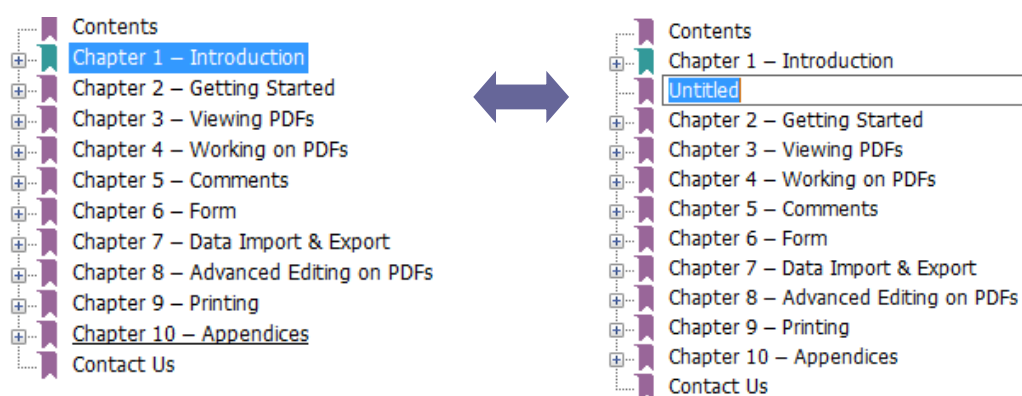 Contents
Chapter 1 – Introduction
Chapter 2 – Getting Started
Chapter 3 – Viewing PDFs
Chapter 4 – Working on PDFs
Chapter 5 – Comments
Chapter 6 – Form
Chapter 7 – Data Import & Export
Chapter 8 – Advanced Editing on PDFs
Chapter 9 – Printing
Chapter 10 – Appendices
Contact Us
Contents
Chapter 1 – Introduction
Untitled
Chapter 2 – Getting Started
Chapter 3 – Viewing PDFs
Chapter 4 – Working on PDFs
Chapter 5 – Comments
Chapter 6 – Form
Chapter 7 – Data Import & Export
Chapter 8 – Advanced Editing on PDFs
Chapter 9 – Printing
Chapter 10 – Appendices
Contact Us